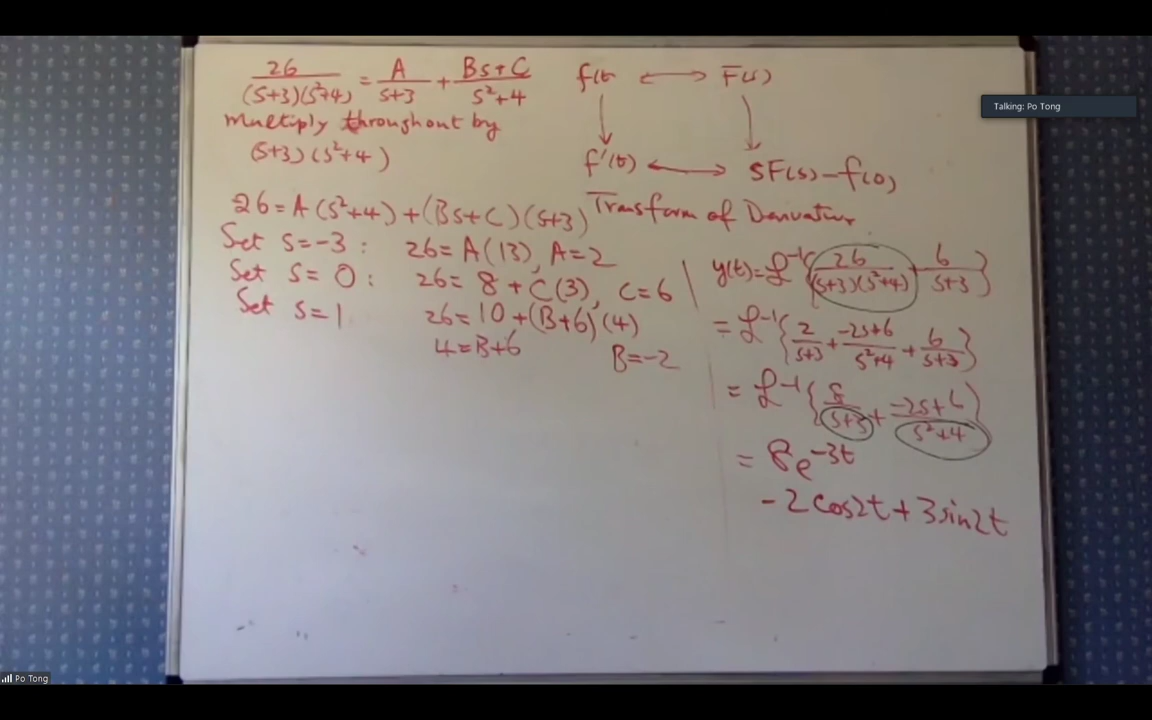 26/((s+3)(s²+4)) = A/(s+3) + (Bs+C)/(s²+4)
Multiply throughout by
(s+3)(s²+4)
26 = A(s²+4) + (Bs+C)(s+3)
Set s=-3 : 26 = A(13), A=2
Set s=0 : 26 = 8 + C(3), C=6
Set s=1 26 = 10 + (B+6)(4)
4=B+6 B=-2
f(t) ⟷ F(s)
f'(t) ⟷ sF(s)-f(0)
Transform of Derivative
y(t) = ℒ⁻¹{26/((s+3)(s²+4)) + 6/(s+3)}
= ℒ⁻¹{2/(s+3) + (-2s+6)/(s²+4) + 6/(s+3)}
= ℒ⁻¹{8/(s+3) + (-2s+6)/(s²+4)}
= 8e^(-3t)
-2cos2t+3sin2t
Talking: Po Tong
Po Tong